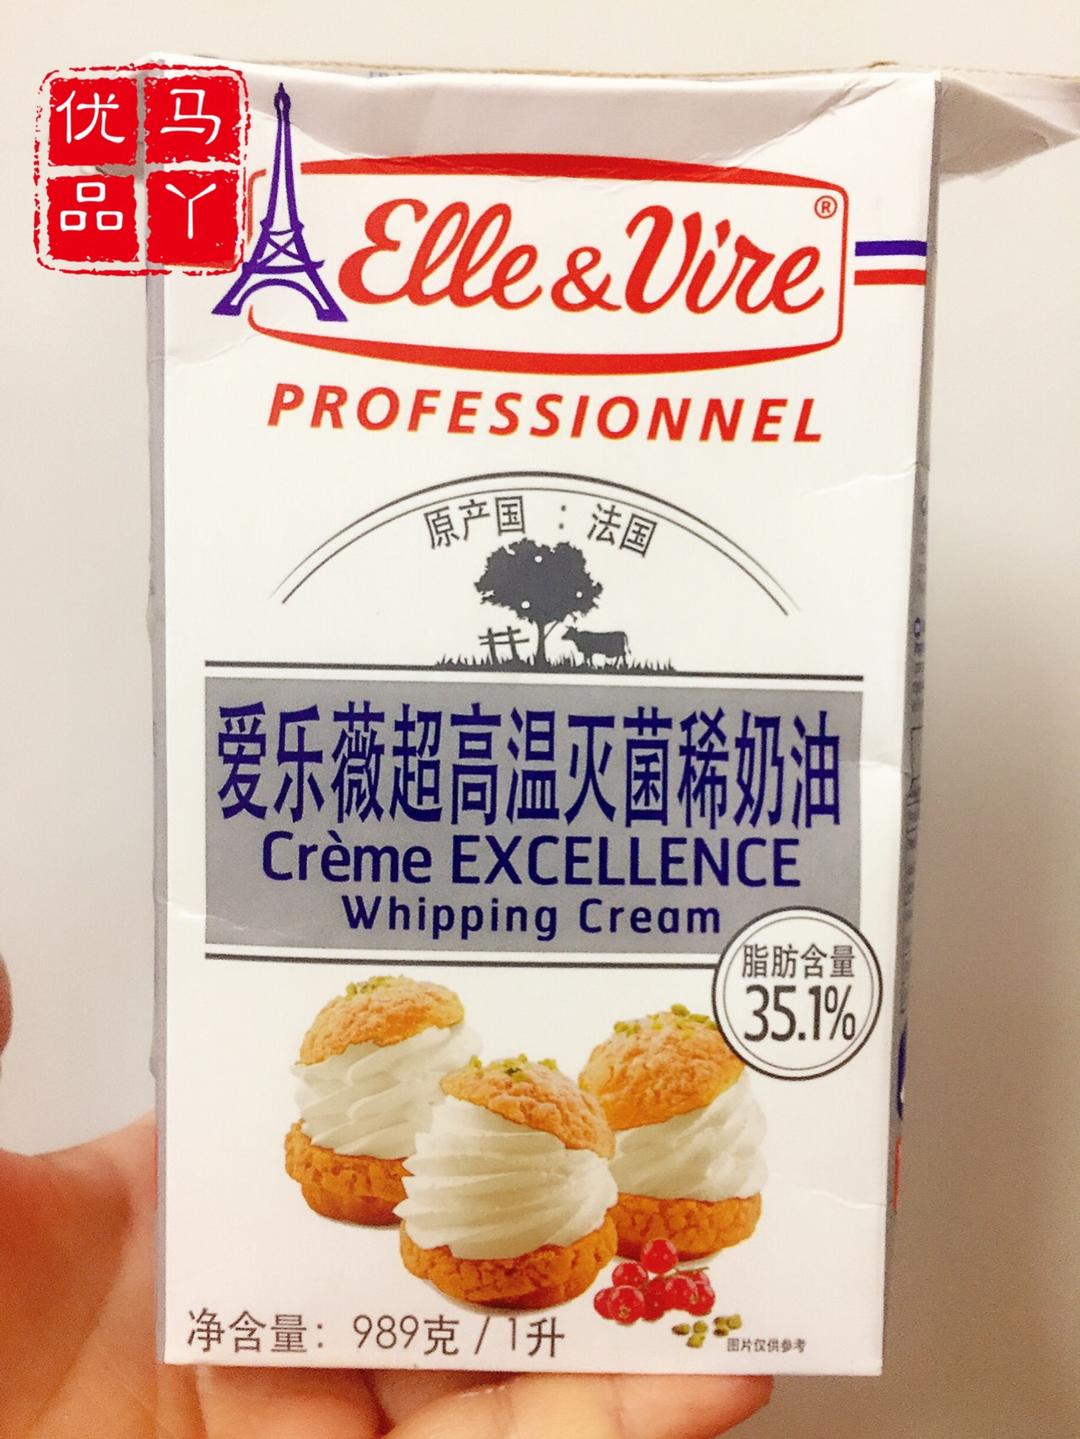 优马
品丫
Elle&Vire®
PROFESSIONNEL
原产国：法国
爱乐薇超高温灭菌稀奶油
Crème EXCELLENCE
Whipping Cream
脂肪含量
35.1%
净含量：989克/1升
图片仅供参考